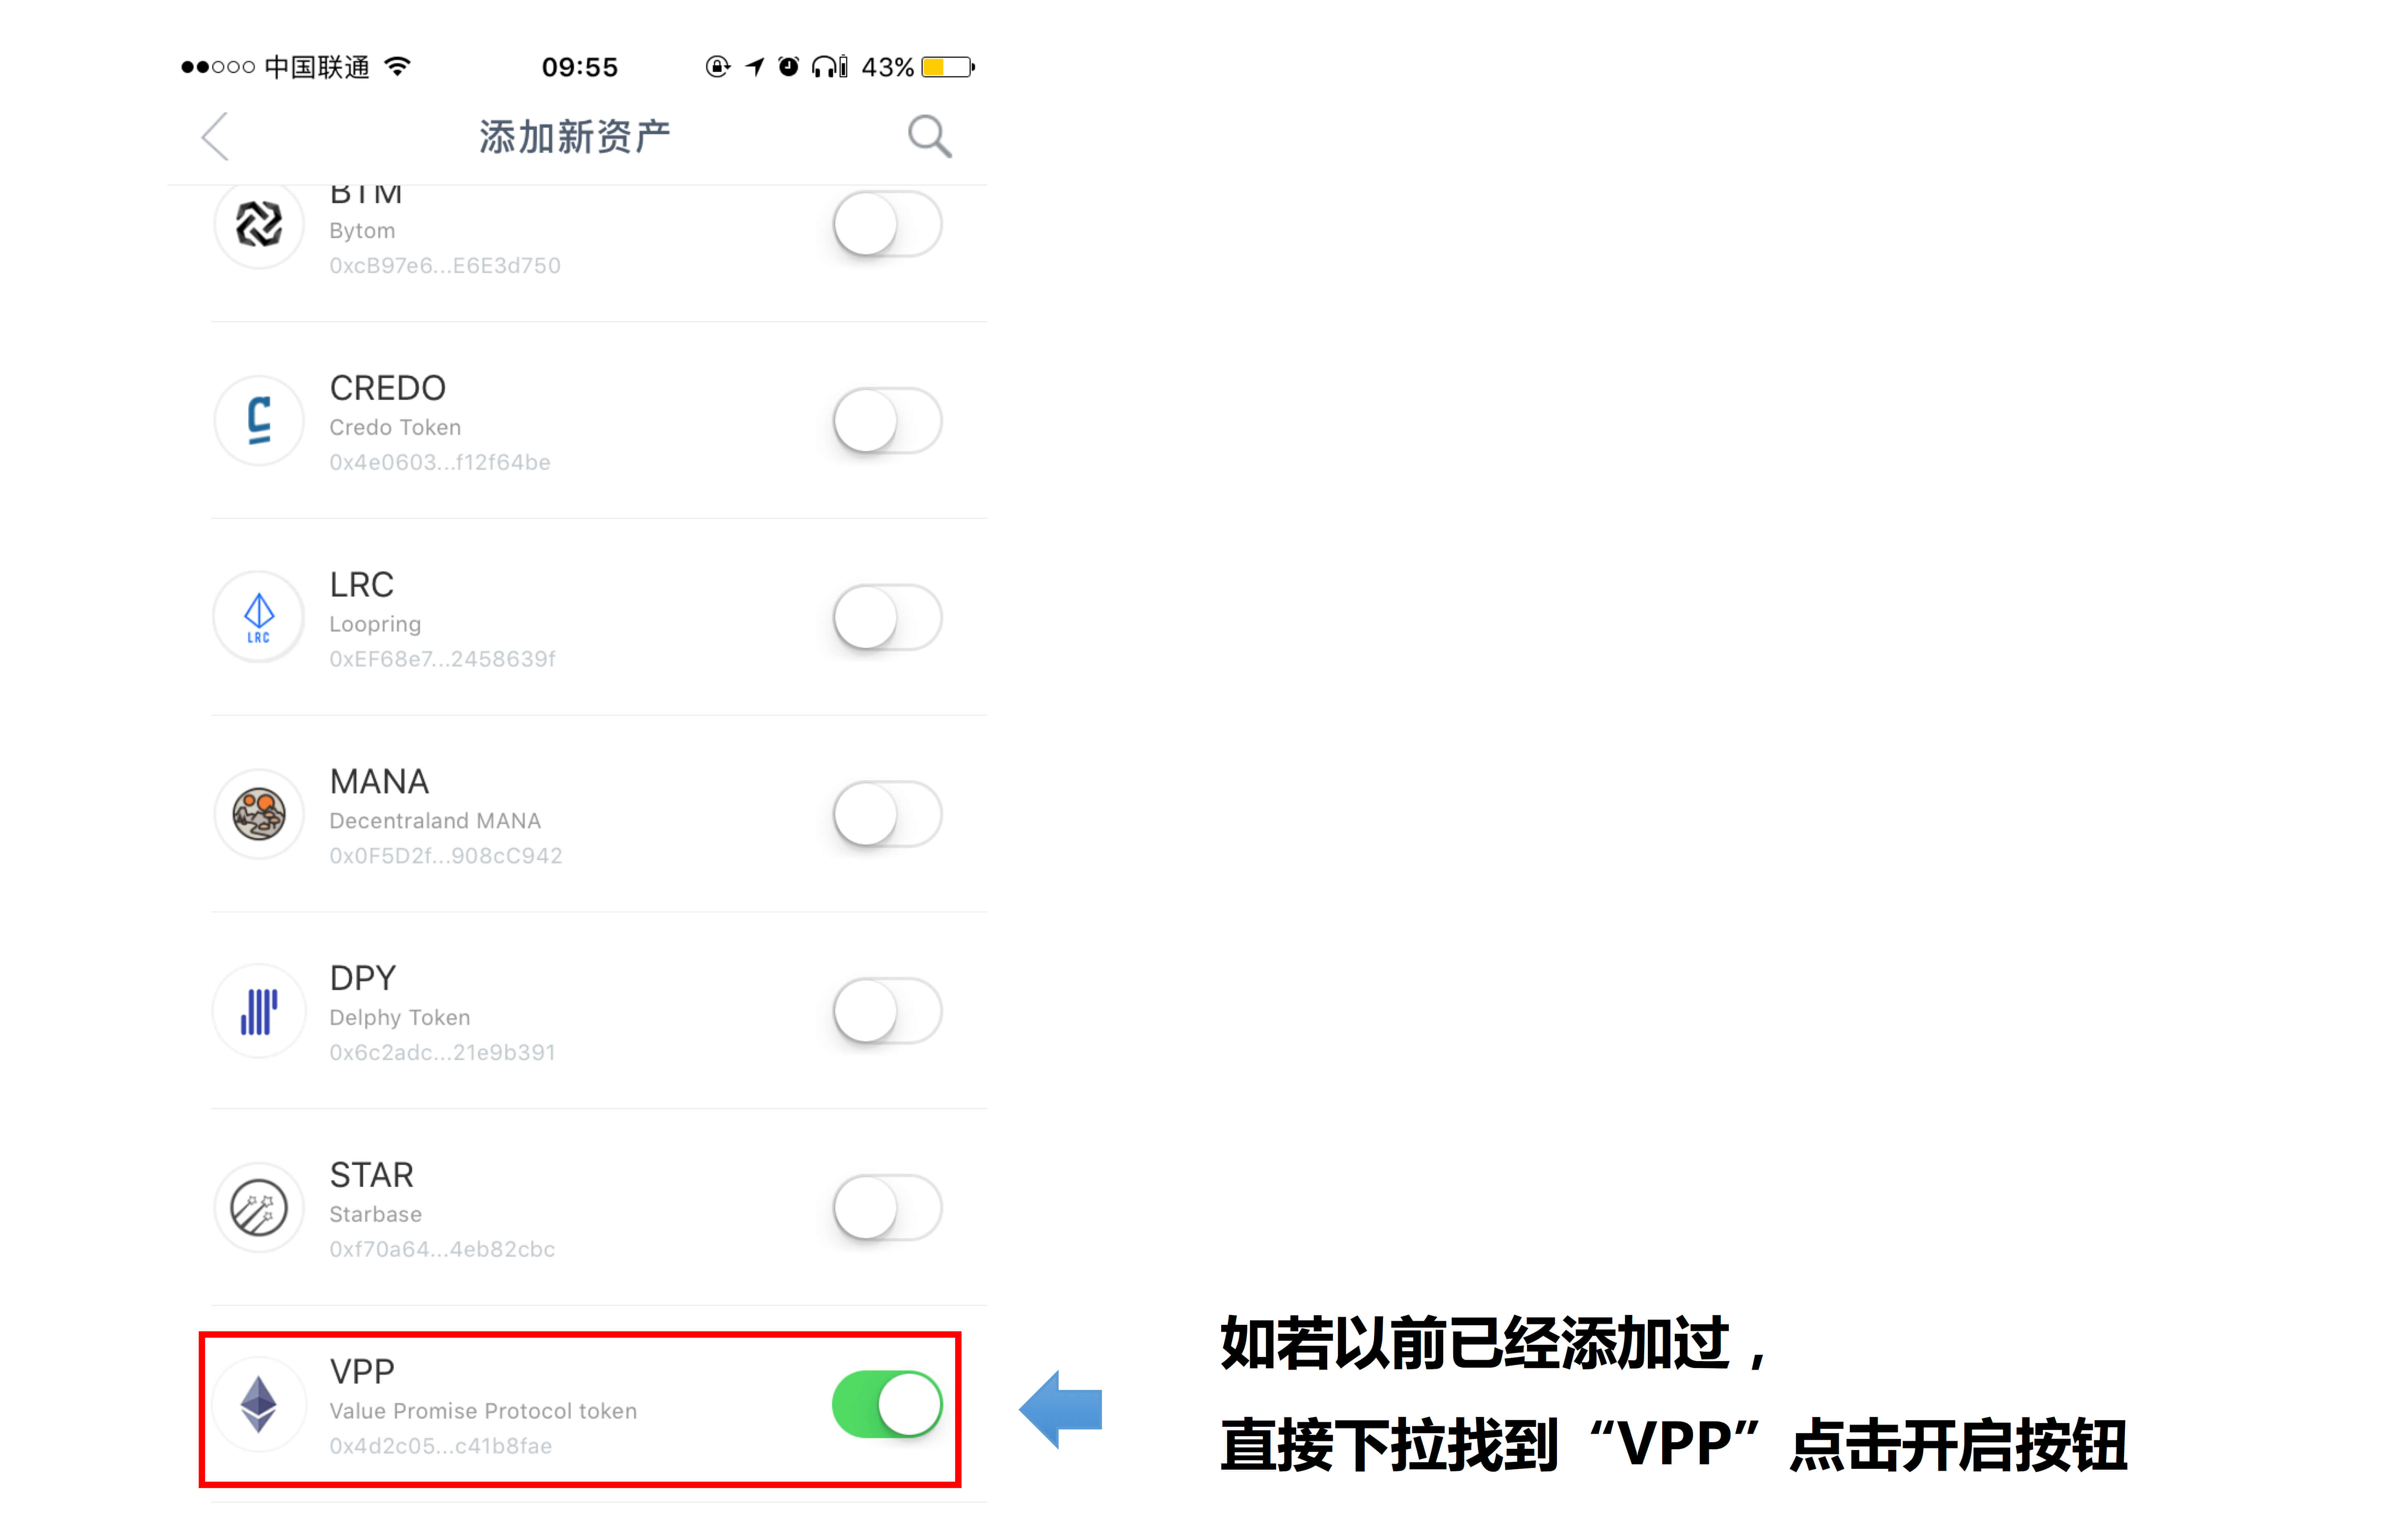 中国联通 09:55 43%
添加新资产
BTM
Bytom
0xcB97e6...E6E3d750
CREDO
Credo Token
0x4e0603...f12f64be
LRC
LRC
Loopring
0xEF68e7...2458639f
MANA
Decentraland MANA
0x0F5D2f...908cC942
DPY
Delphy Token
0x6c2adc...21e9b391
STAR
Starbase
0xf70a64...4eb82cbc
VPP
Value Promise Protocol token
0x4d2c05...c41b8fae
如若以前已经添加过，
直接下拉找到“VPP”点击开启按钮